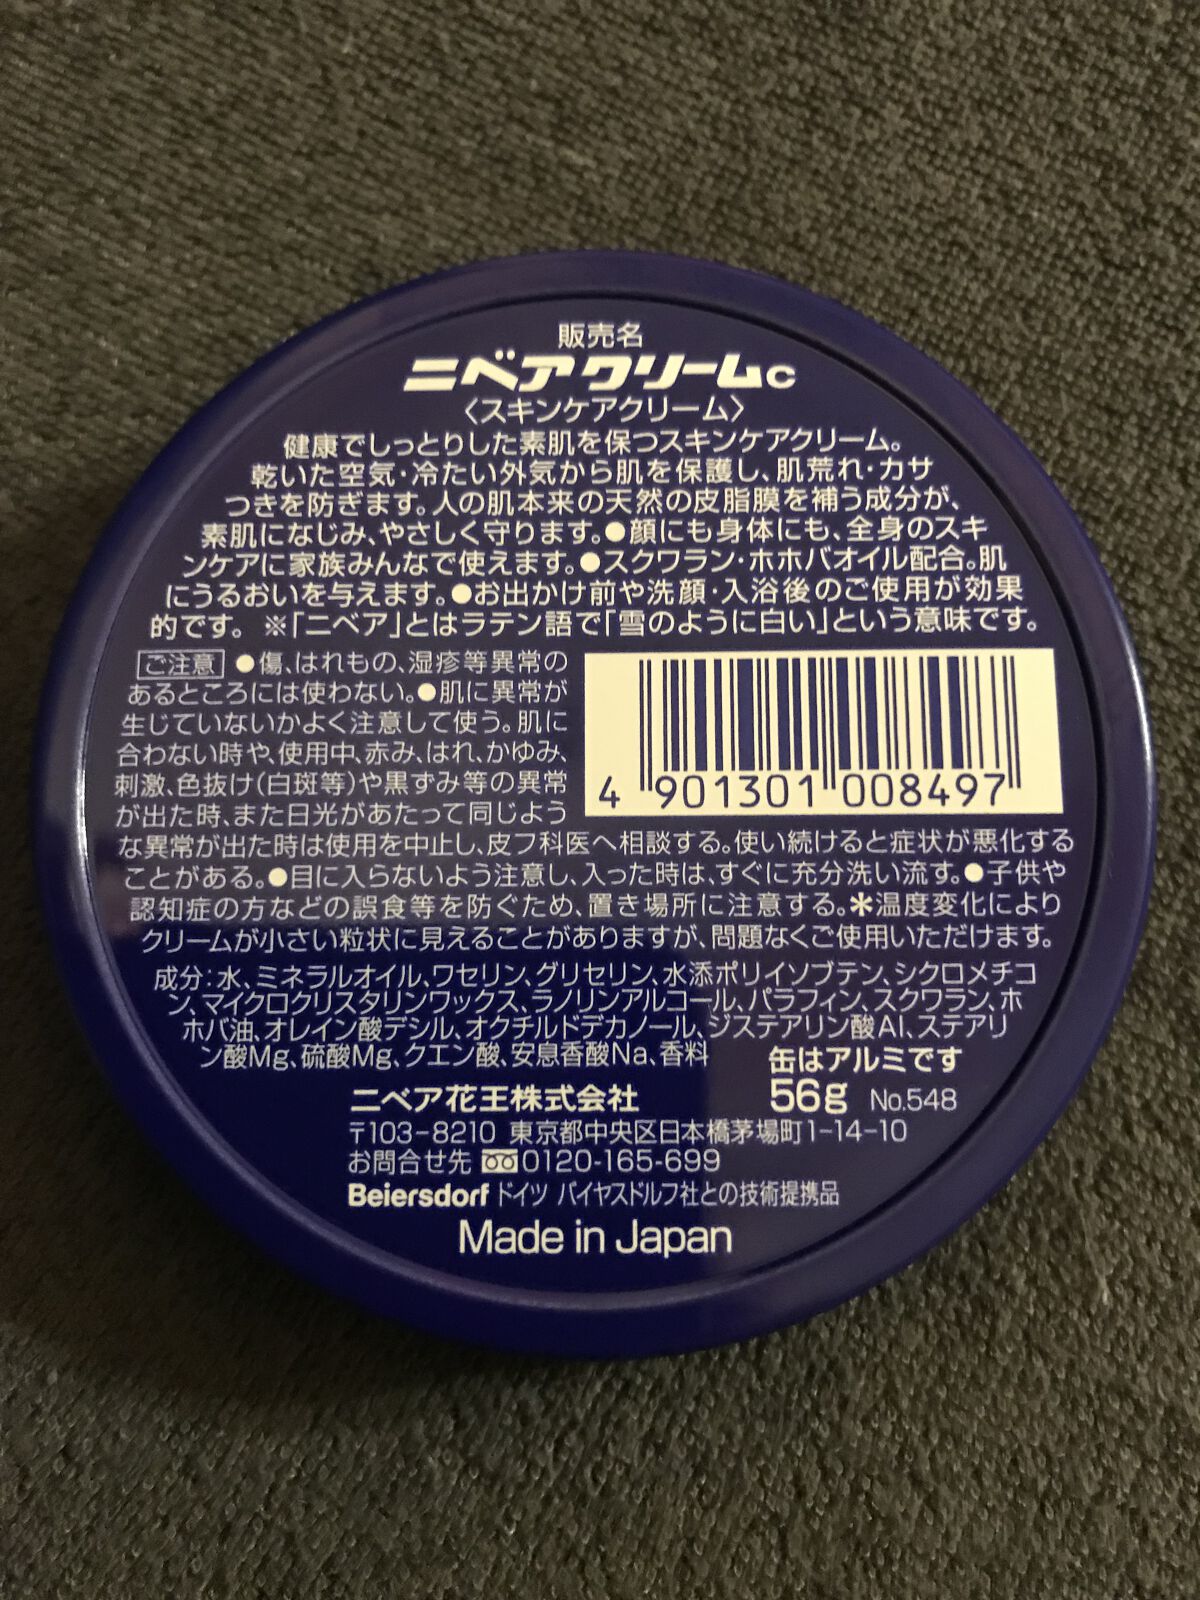 販売名
ニベアクリームc
〈スキンケアクリーム〉
健康でしっとりした素肌を保つスキンケアクリーム。
乾いた空気・冷たい外気から肌を保護し、肌荒れ・カサ
つきを防ぎます。人の肌本来の天然の皮脂膜を補う成分が、
素肌になじみ、やさしく守ります。●顔にも身体にも、全身のスキ
ンケアに家族みんなで使えます。●スクワラン・ホホバオイル配合。肌
にうるおいを与えます。●お出かけ前や洗顔・入浴後のご使用が効果
的です。 ※「ニベア」とはラテン語で「雪のように白い」という意味です。
ご注意 ●傷、はれもの、湿疹等異常の
あるところには使わない。●肌に異常が
生じていないかよく注意して使う。肌に
合わない時や、使用中、赤み、はれ、かゆみ、
刺激、色抜け(白斑等)や黒ずみ等の異常
が出た時、また日光があたって同じよう
な異常が出た時は使用を中止し、皮フ科医へ相談する。使い続けると症状が悪化する
ことがある。●目に入らないよう注意し、入った時は、すぐに充分洗い流す。●子供や
認知症の方などの誤食等を防ぐため、置き場所に注意する。＊温度変化により
クリームが小さい粒状に見えることがありますが、問題なくご使用いただけます。
4 901301 008497
成分:水、ミネラルオイル、ワセリン、グリセリン、水添ポリイソブテン、シクロメチコ
ン、マイクロクリスタリンワックス、ラノリンアルコール、パラフィン、スクワラン、ホ
ホバ油、オレイン酸デシル、オクチルドデカノール、ジステアリン酸Al、ステアリ
ン酸Mg、硫酸Mg、クエン酸、安息香酸Na、香料
缶はアルミです
56g No.548
ニベア花王株式会社
〒103-8210 東京都中央区日本橋茅場町1-14-10
お問合せ先 0120-165-699
Beiersdorf ドイツ バイヤスドルフ社との技術提携品
Made in Japan